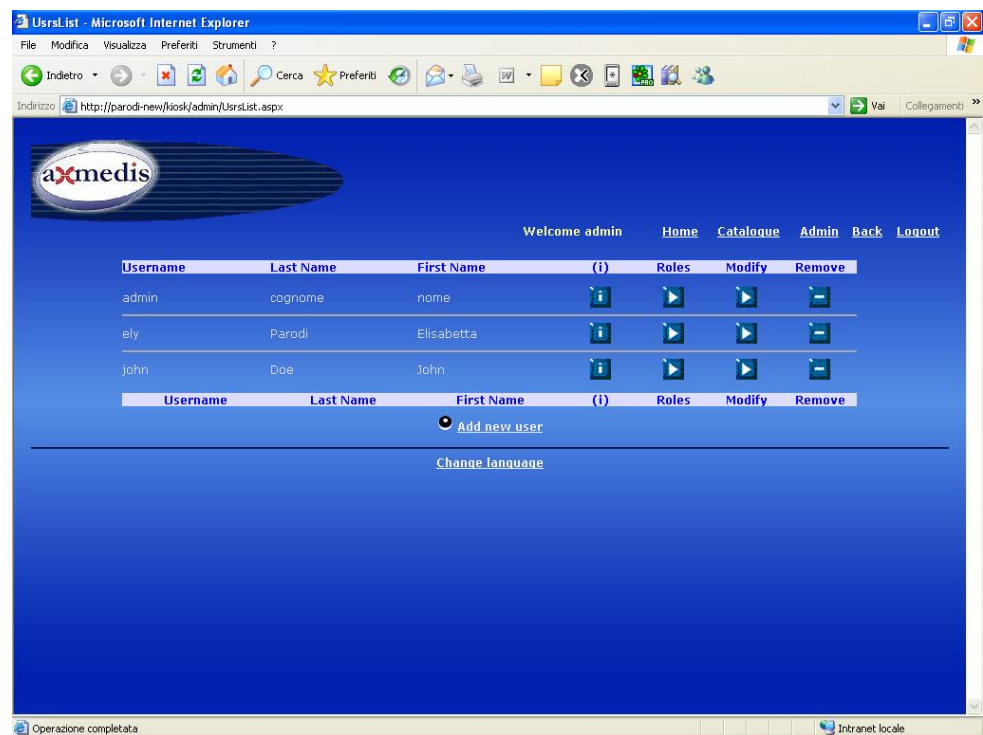 UsrsList - Microsoft Internet Explorer
File Modifica Visualizza Preferiti Strumenti ?
Indietro Cerca Preferiti
Indirizzo http://parodi-new/kiosk/admin/UsrsList.aspx Vai Collegamenti »
axmedis
Welcome admin Home Catalogue Admin Back Logout
Username Last Name First Name (i) Roles Modify Remove
admin cognome nome
ely Parodi Elisabetta
john Doe John
Username Last Name First Name (i) Roles Modify Remove
Add new user
Change language
Operazione completata Intranet locale